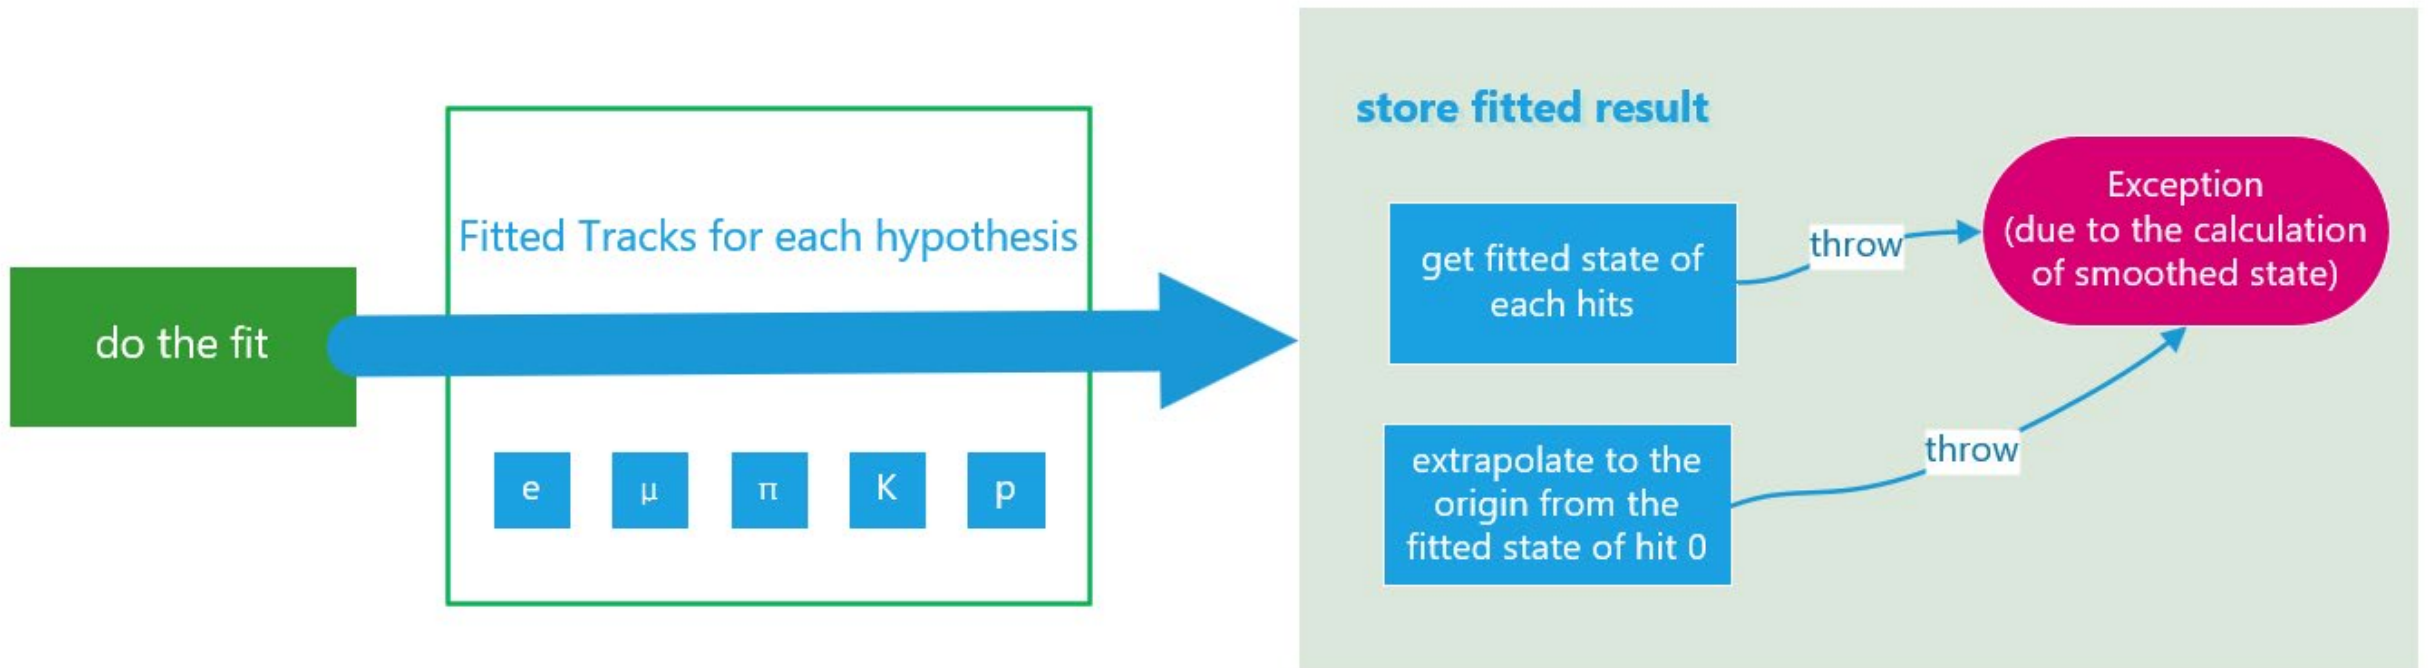 do the fit
Fitted Tracks for each hypothesis
e
μ
π
K
p
store fitted result
get fitted state of
each hits
throw
Exception
(due to the calculation
of smoothed state)
extrapolate to the
origin from the
fitted state of hit 0
throw